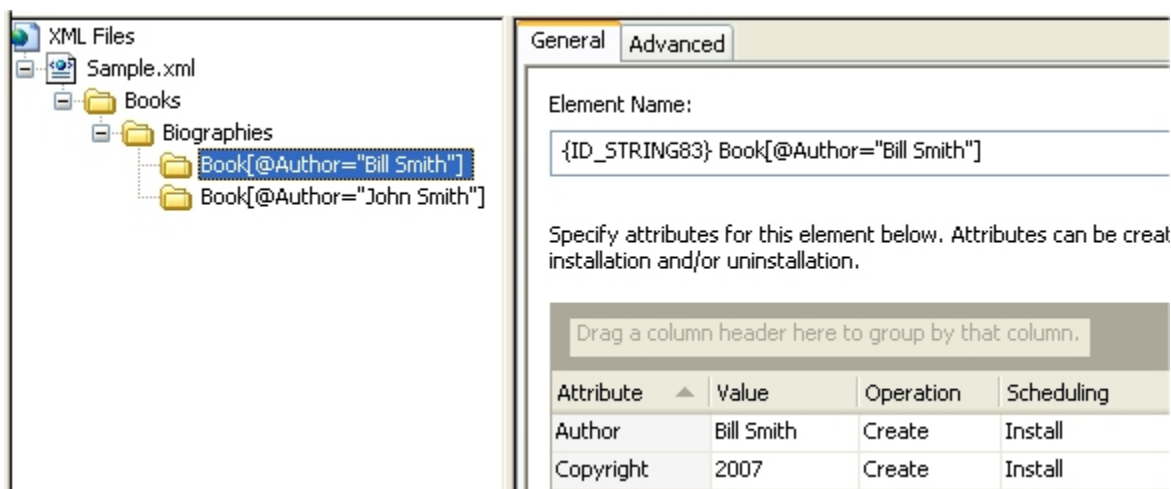 XML Files
Sample.xml
Books
Biographies
Book[@Author="Bill Smith"]
Book[@Author="John Smith"]
General Advanced
Element Name:
{ID_STRING83} Book[@Author="Bill Smith"]
Specify attributes for this element below. Attributes can be creat
installation and/or uninstallation.
Drag a column header here to group by that column.
Attribute Value Operation Scheduling
Author Bill Smith Create Install
Copyright 2007 Create Install